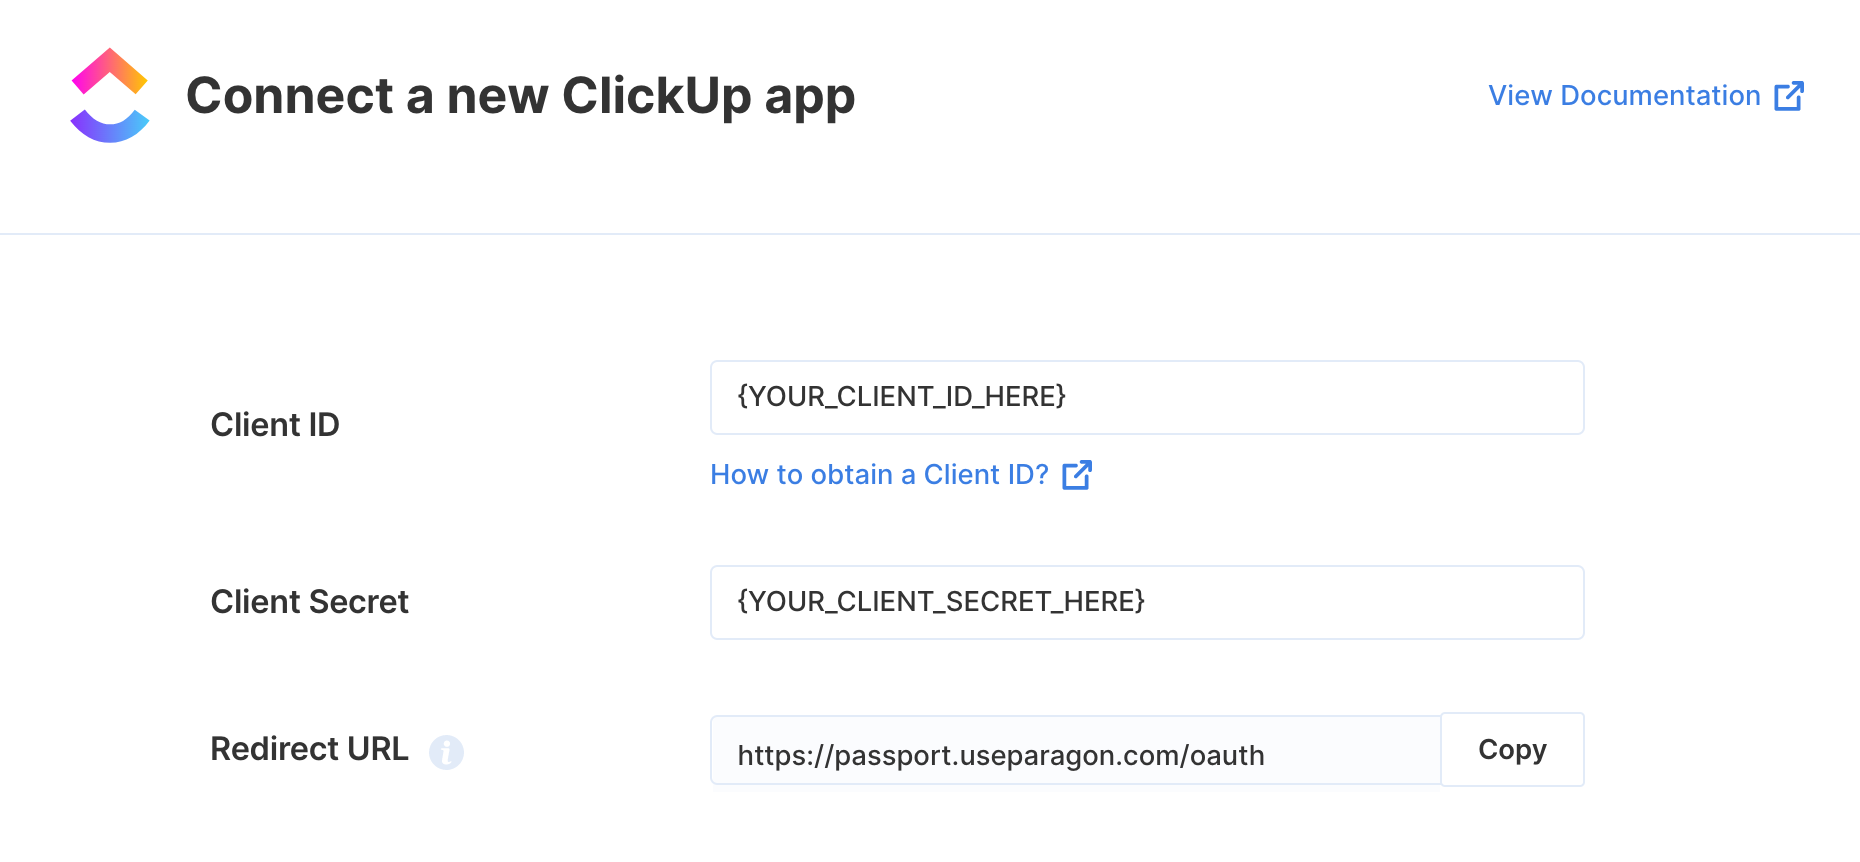 Connect a new ClickUp app
View Documentation
Client ID
{YOUR_CLIENT_ID_HERE}
How to obtain a Client ID?
Client Secret
{YOUR_CLIENT_SECRET_HERE}
Redirect URL
i
https://passport.useparagon.com/oauth
Copy